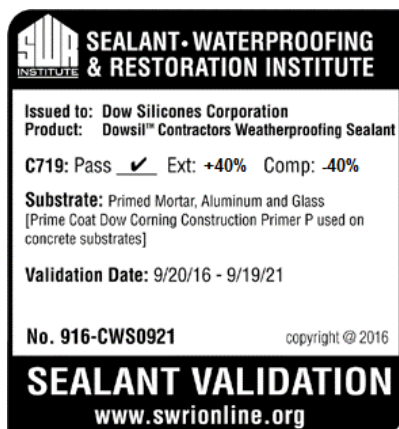 SWR
INSTITUTE
SEALANT • WATERPROOFING
& RESTORATION INSTITUTE
Issued to: Dow Silicones Corporation
Product: Dowsil™ Contractors Weatherproofing Sealant
C719: Pass ✔ Ext: +40% Comp: -40%
Substrate: Primed Mortar, Aluminum and Glass
[Prime Coat Dow Corning Construction Primer P used on
concrete substrates]
Validation Date: 9/20/16 - 9/19/21
No. 916-CWS0921 copyright @ 2016
SEALANT VALIDATION
www.swrionline.org